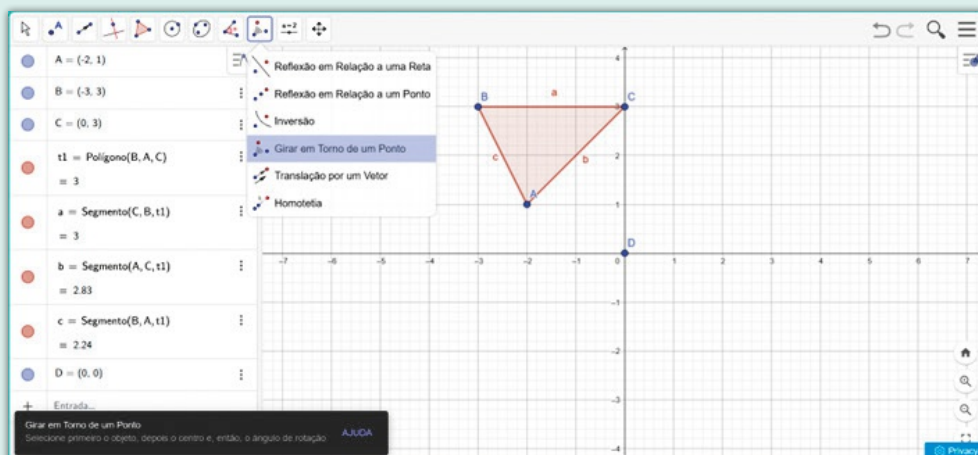 A = (-2, 1)
B = (-3, 3)
C = (0, 3)
t1 = Polígono(B, A, C)
= 3
a = Segmento(C, B, t1)
= 3
b = Segmento(A, C, t1)
= 2.83
c = Segmento(B, A, t1)
= 2.24
D = (0, 0)
Entrada...
Girar em Torno de um Ponto
Selecione primeiro o objeto, depois o centro e, então, o ângulo de rotação
AJUDA
Reflexão em Relação a uma Reta
Reflexão em Relação a um Ponto
Inversão
Girar em Torno de um Ponto
Translação por um Vetor
Homotetia
4
B a C
3
2
c b
A
1
D
-7 -6 -5 -4 -3 -2 -1 0 1 2 3 4 5 6 7
-1
-2
-3
-4